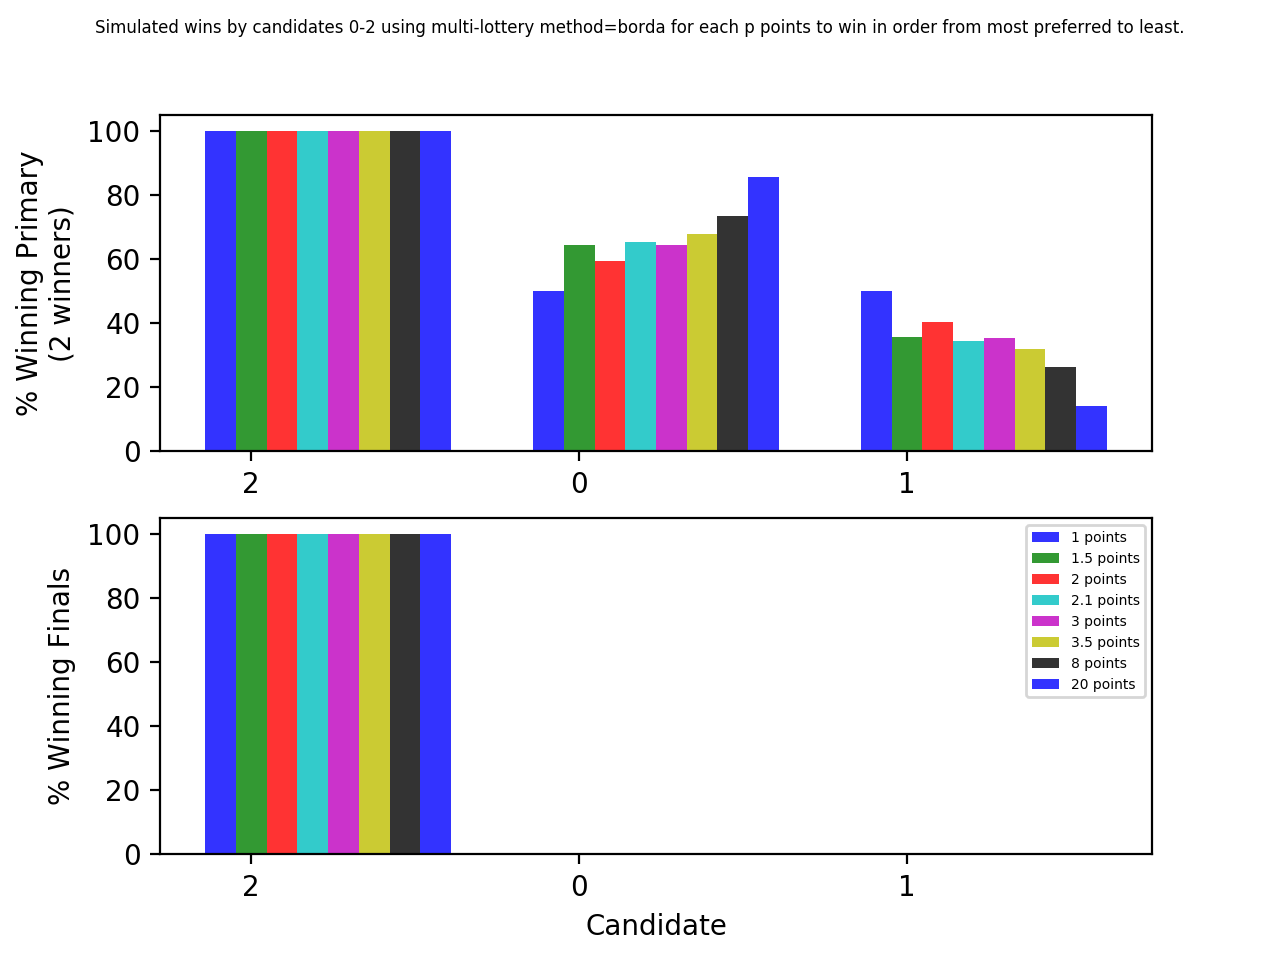 Simulated wins by candidates 0-2 using multi-lottery method=borda for each p points to win in order from most preferred to least.
% Winning Primary
(2 winners)
100
80
60
40
20
0
2
0
1
% Winning Finals
100
80
60
40
20
0
1 points
1.5 points
2 points
2.1 points
3 points
3.5 points
8 points
20 points
2
0
1
Candidate